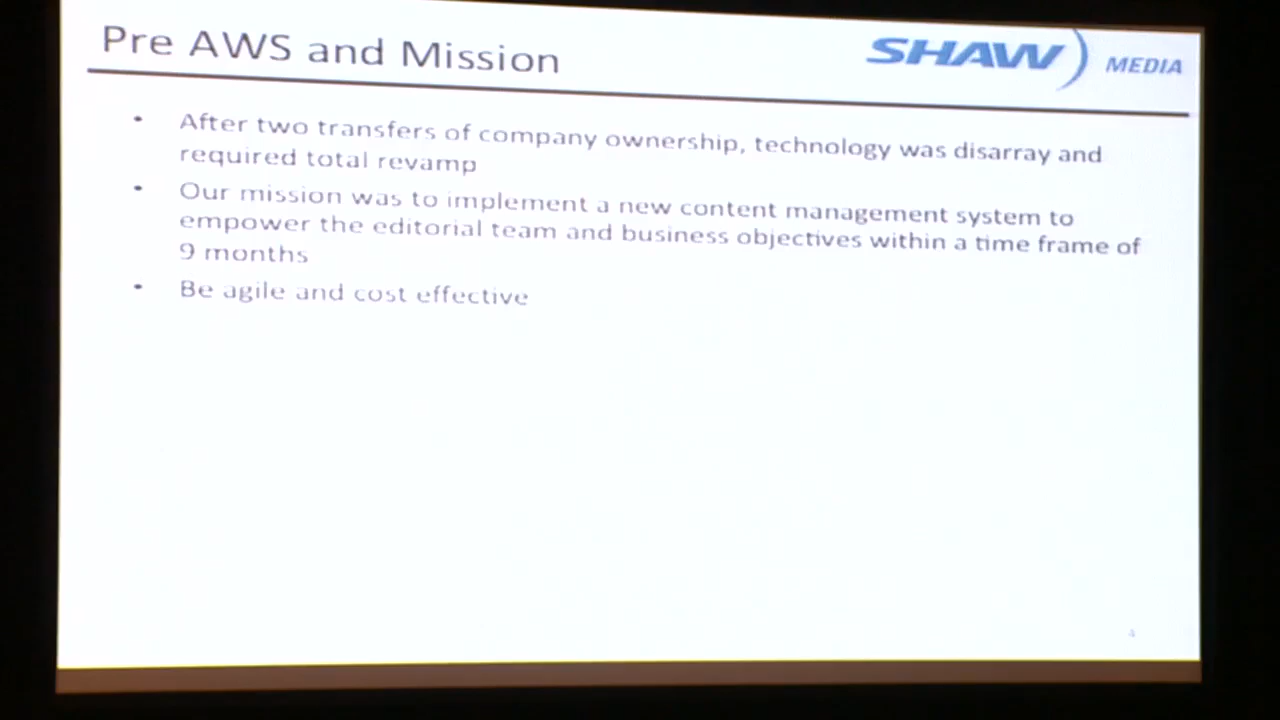 Pre AWS and Mission
SHAW) MEDIA
• After two transfers of company ownership, technology was disarray and
required total revamp
• Our mission was to implement a new content management system to
empower the editorial team and business objectives within a time frame of
9 months
• Be agile and cost effective
4